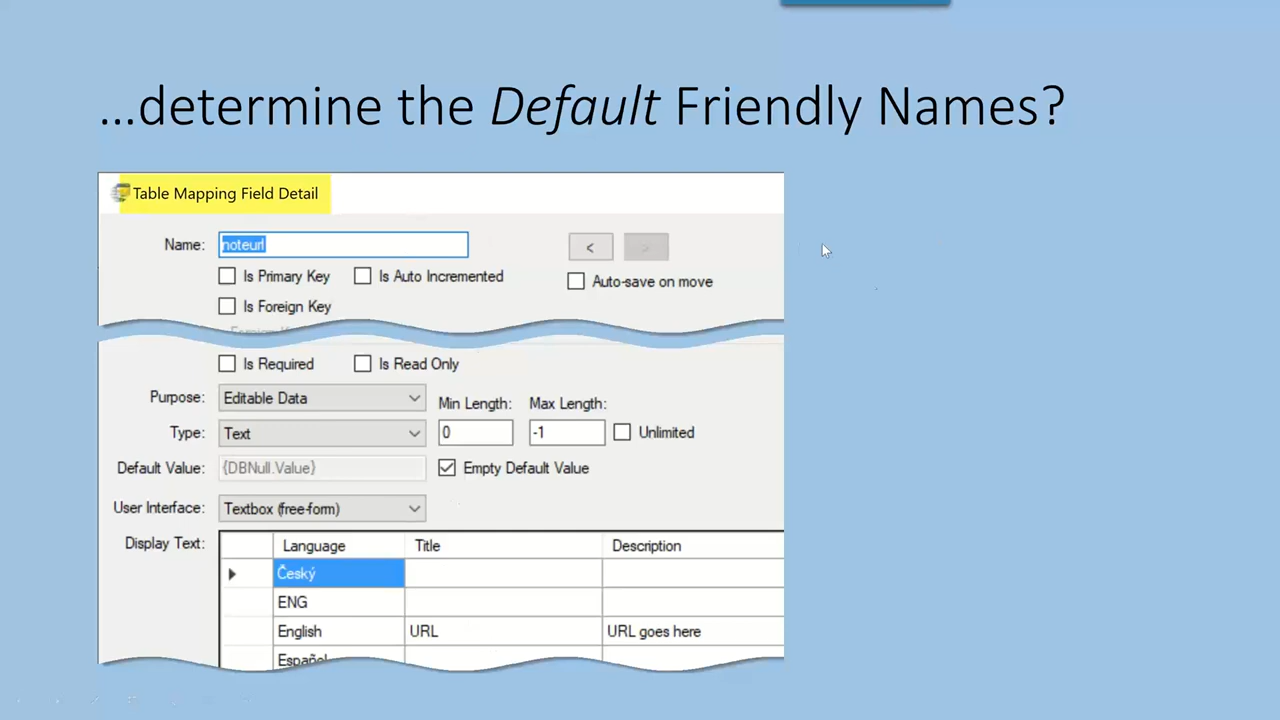 ...determine the Default Friendly Names?
Table Mapping Field Detail
Name: noteurl < >
Is Primary Key Is Auto Incremented
Auto-save on move
Is Foreign Key
Is Required Is Read Only
Purpose: Editable Data Min Length: Max Length:
Type: Text 0 -1 Unlimited
Default Value: {DBNull.Value} Empty Default Value
User Interface: Textbox (free-form)
Display Text: Language Title Description
Český
ENG
English URL URL goes here
Español